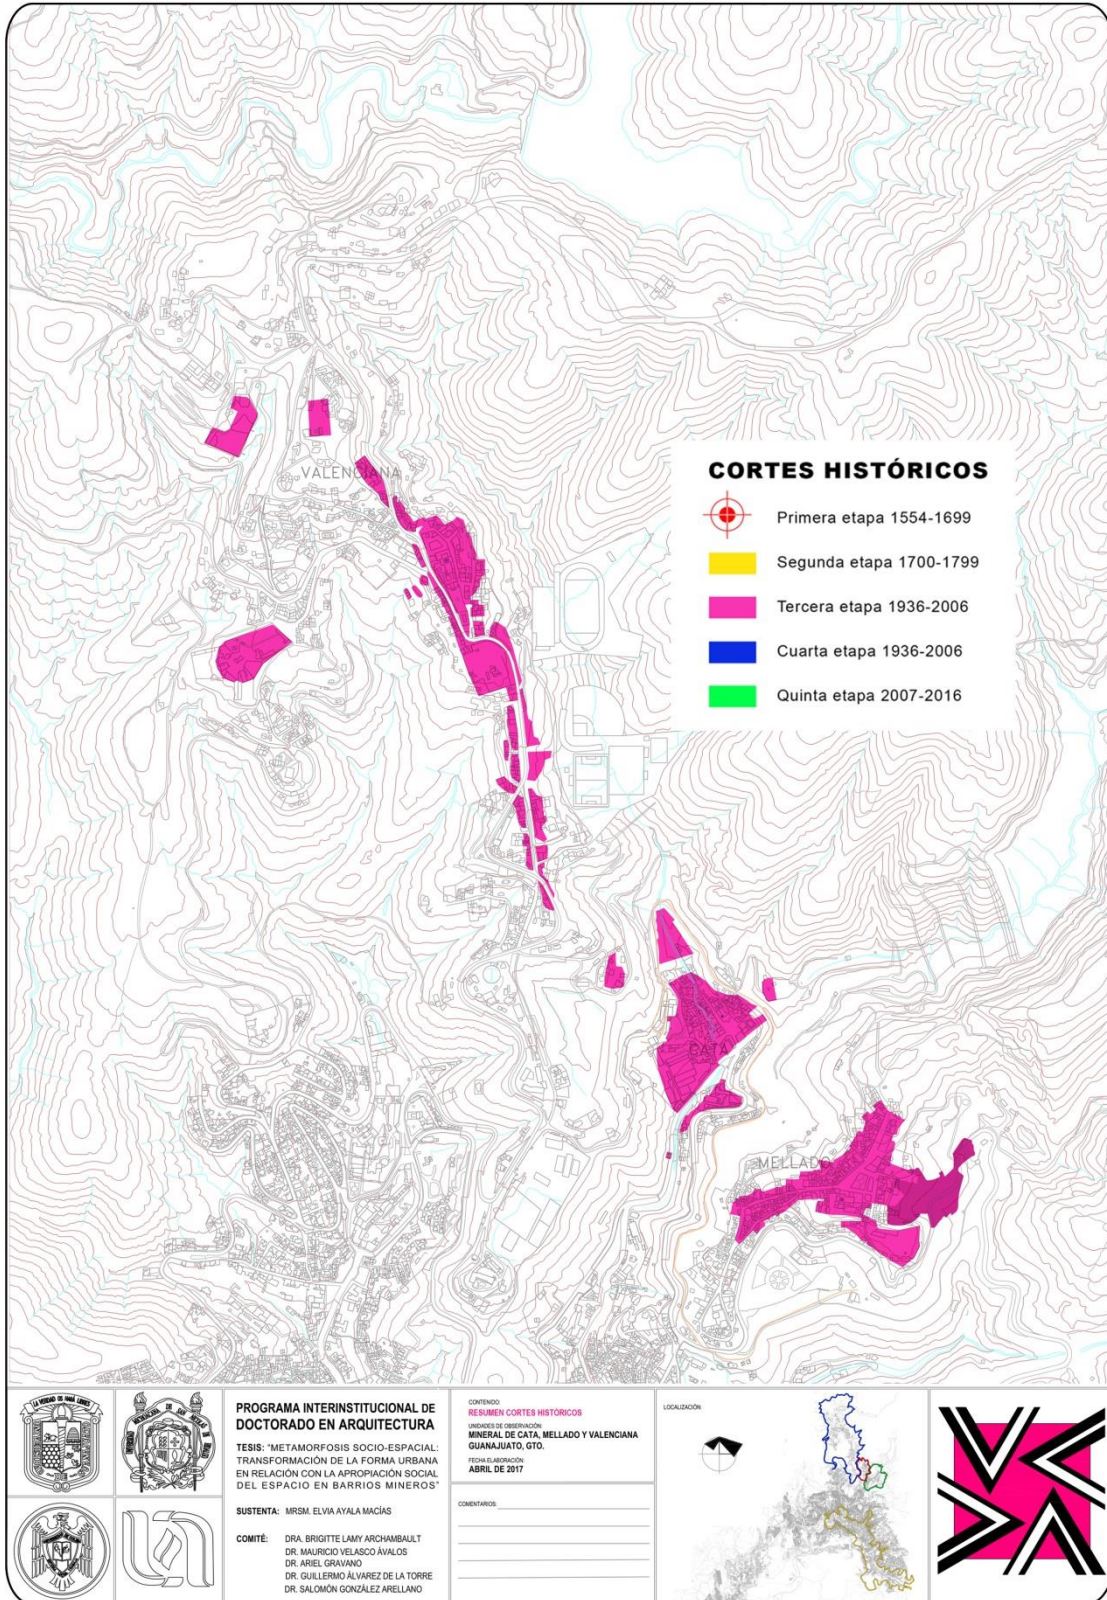 VALENCIANA
CORTES HISTÓRICOS
Primera etapa 1554-1699
Segunda etapa 1700-1799
Tercera etapa 1936-2006
Cuarta etapa 1936-2006
Quinta etapa 2007-2016
CATA
MELLADO
PROGRAMA INTERINSTITUCIONAL DE
DOCTORADO EN ARQUITECTURA
TESIS: "METAMORFOSIS SOCIO-ESPACIAL:
TRANSFORMACIÓN DE LA FORMA URBANA
EN RELACIÓN CON LA APROPIACIÓN SOCIAL
DEL ESPACIO EN BARRIOS MINEROS"
SUSTENTA: MRSM. ELVIA AYALA MACÍAS
COMITÉ: DRA. BRIGITTE LAMY ARCHAMBAULT
DR. MAURICIO VELASCO ÁVALOS
DR. ARIEL GRAVANO
DR. GUILLERMO ÁLVAREZ DE LA TORRE
DR. SALOMÓN GONZÁLEZ ARELLANO
CONTENIDO:
RESUMEN CORTES HISTÓRICOS
UNIDADES DE OBSERVACIÓN:
MINERAL DE CATA, MELLADO Y VALENCIANA
GUANAJUATO, GTO.
FECHA ELABORACIÓN:
ABRIL DE 2017
COMENTARIOS:
LOCALIZACIÓN: